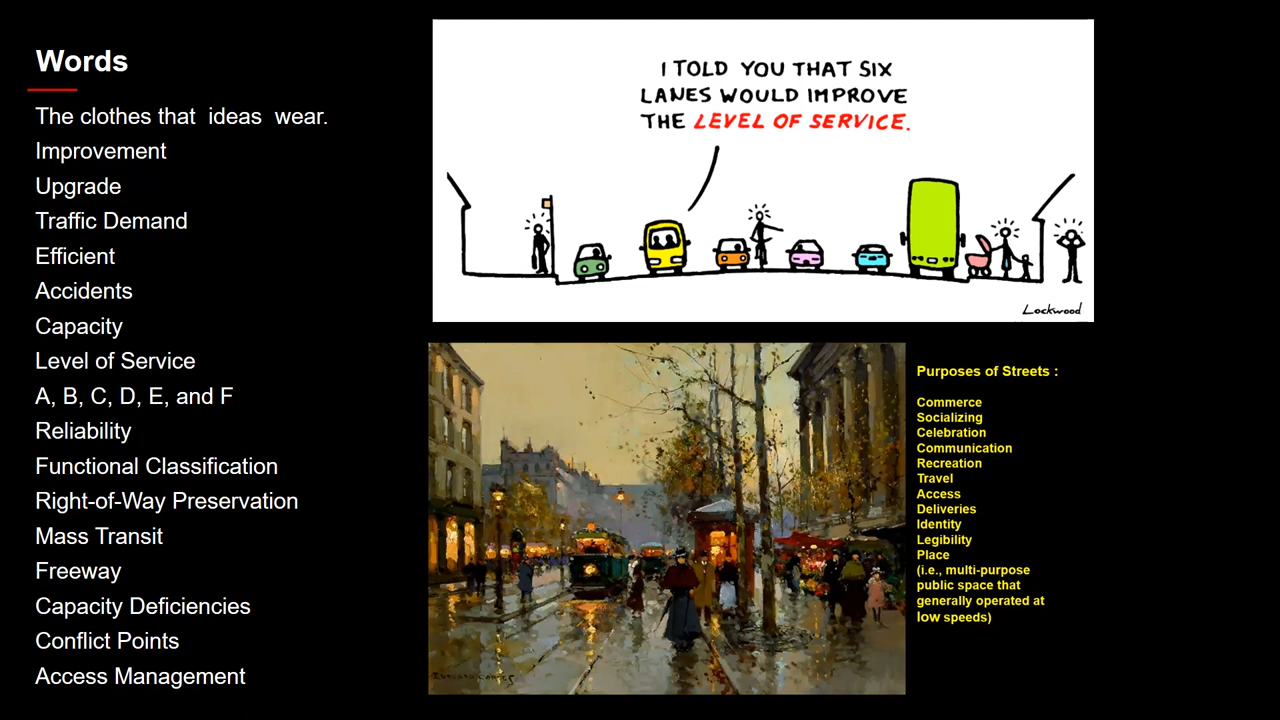 Words
The clothes that  ideas  wear.
Improvement
Upgrade
Traffic Demand
Efficient
Accidents
Capacity
Level of Service
A, B, C, D, E, and F
Reliability
Functional Classification
Right-of-Way Preservation
Mass Transit
Freeway
Capacity Deficiencies
Conflict Points
Access Management
I TOLD YOU THAT SIX
LANES WOULD IMPROVE
THE LEVEL OF SERVICE.
Lockwood
Purposes of Streets :
Commerce
Socializing
Celebration
Communication
Recreation
Travel
Access
Deliveries
Identity
Legibility
Place
(i.e., multi-purpose
public space that
generally operated at
low speeds)